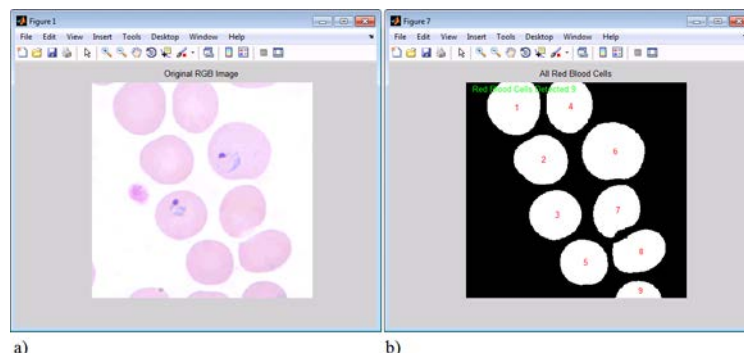 Figure 1
File Edit View Insert Tools Desktop Window Help
Original RGB Image
a)
Figure 7
File Edit View Insert Tools Desktop Window Help
All Red Blood Cells
Red Blood Cells Detected 9
1
4
2
6
3
7
8
5
9
b)